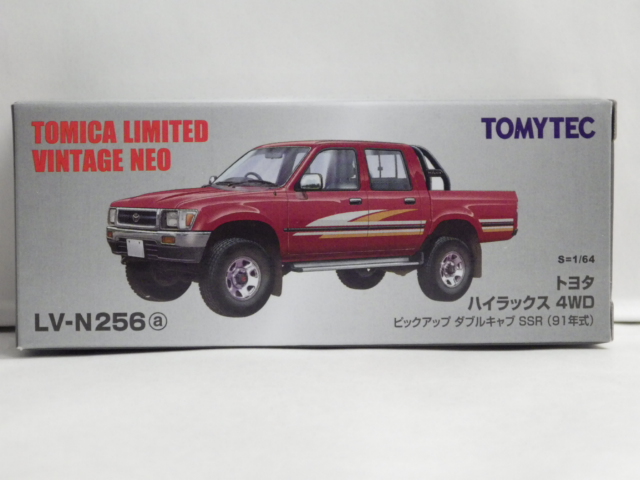 TOMICA LIMITED
VINTAGE NEO
TOMYTEC
S=1/64
トヨタ
ハイラックス 4WD
ピックアップ ダブルキャブ SSR (91年式)
LV-N256ⓐ